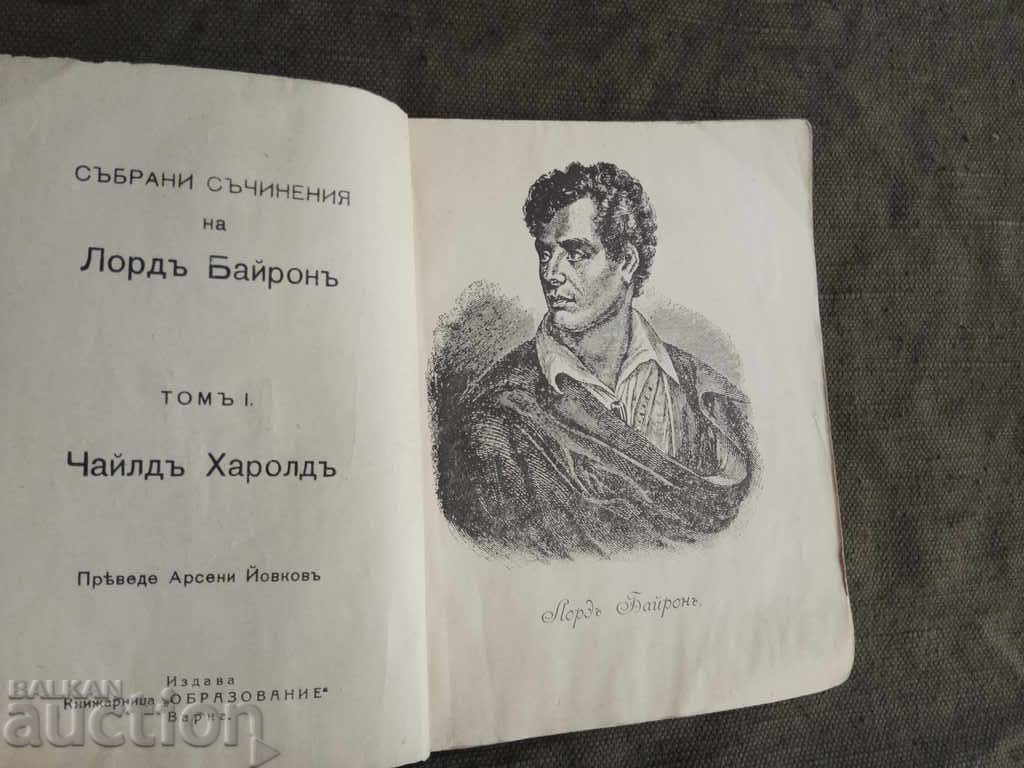 СЪБРАНИ СЪЧИНЕНИЯ
на
Лордъ Байронъ
ТОМЪ I.
Чайлдъ Харолдъ
Прѣведе Арсени Йовковъ
Издава
Книжарница „ОБРАЗОВАНИЕ“
Варна.
Лордъ Байронъ.
BALKAN
auction